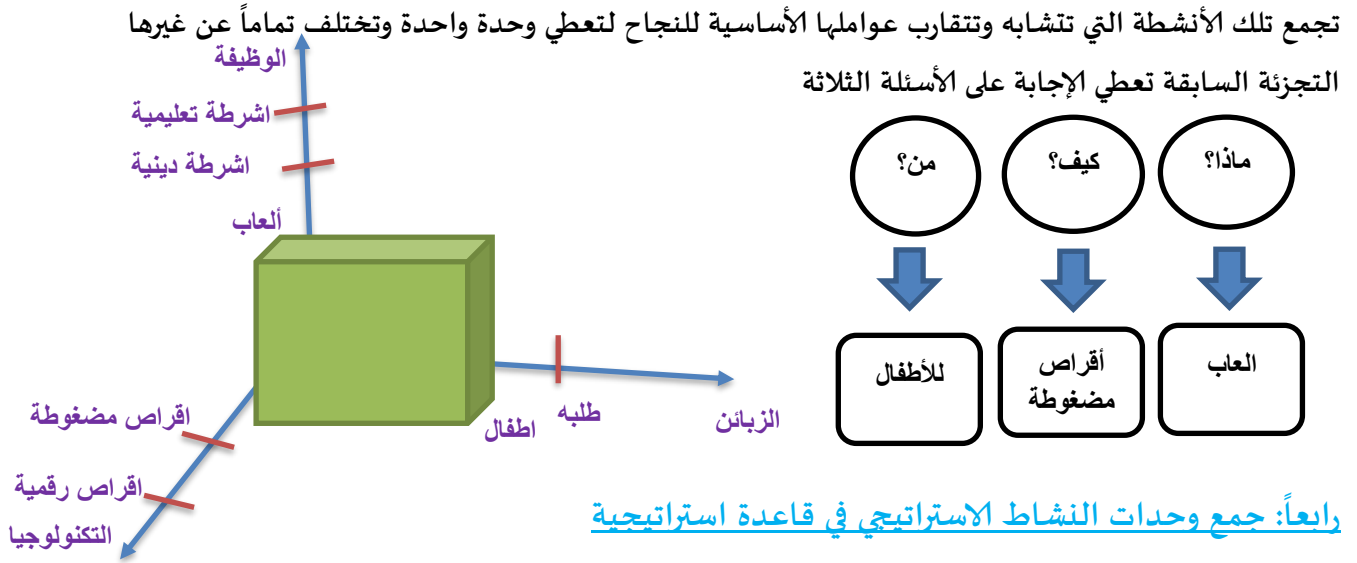 تجمع تلك الأنشطة التي تتشابه وتتقارب عواملها الأساسية للنجاح لتعطي وحدة واحدة وتختلف تماماً عن غيرها
التجزئة السابقة تعطي الإجابة على الأسئلة الثلاثة
ماذا؟
كيف؟
من؟
العاب
أقراص
مضغوطة
للأطفال
الوظيفة
اشرطة تعليمية
اشرطة دينية
ألعاب
الزبائن
طلبه
اطفال
اقراص مضغوطة
اقراص رقمية
التكنولوجيا
رابعاً: جمع وحدات النشاط الاستراتيجي في قاعدة استراتيجية